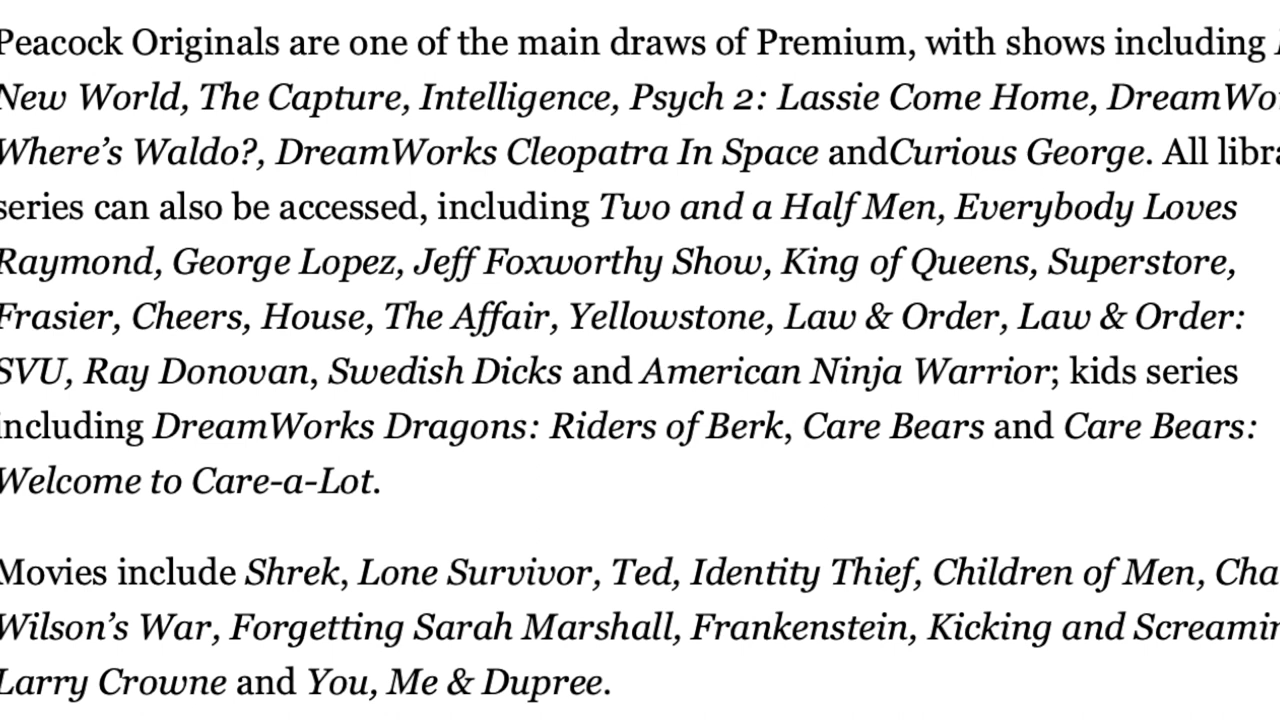 Peacock Originals are one of the main draws of Premium, with shows including
New World, The Capture, Intelligence, Psych 2: Lassie Come Home,
Where's Waldo?, DreamWorks Cleopatra In Space andCurious George. All
series can also be accessed, including Two and a Half Men, Everybody Loves
Raymond, George Lopez, Jeff Foxworthy Show, King of Queens, Superstore,
Frasier, Cheers, House, The Affair, Yellowstone, Law & Order, Law & Order:
SVU, Ray Donovan, Swedish Dicks and American Ninja Warrior; kids series
including DreamWorks Dragons: Riders of Berk, Care Bears and Care Bears:
Welcome to Care-a-Lot.
Movies include Shrek, Lone Survivor, Ted, Identity Thief, Children of Men,
Wilson's War, Forgetting Sarah Marshall, Frankenstein, Kicking and
Larry Crowne and You, Me & Dupree.